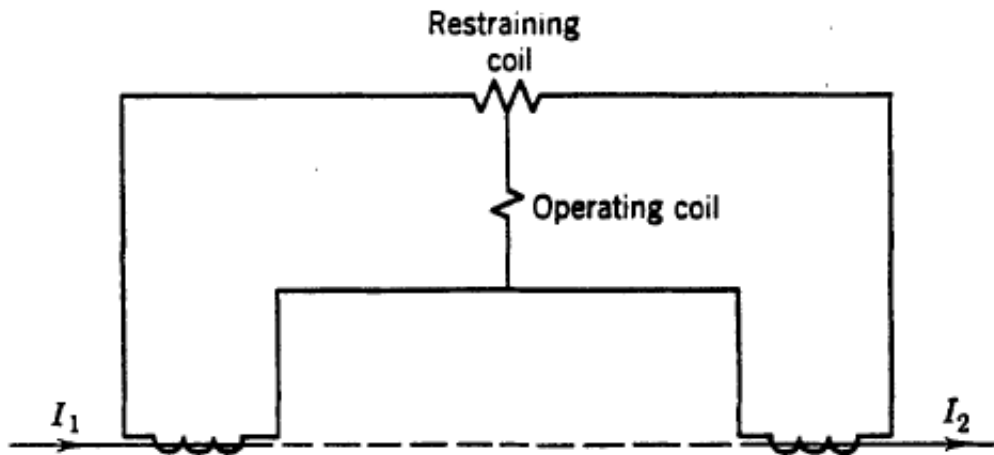 Restraining
coil
Operating coil
I₁
I₂